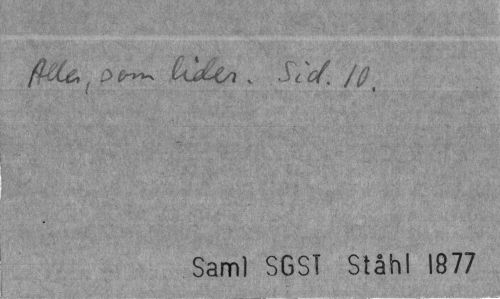 Alla, som lider. Sid. 10.
Saml SGST Ståhl 1877